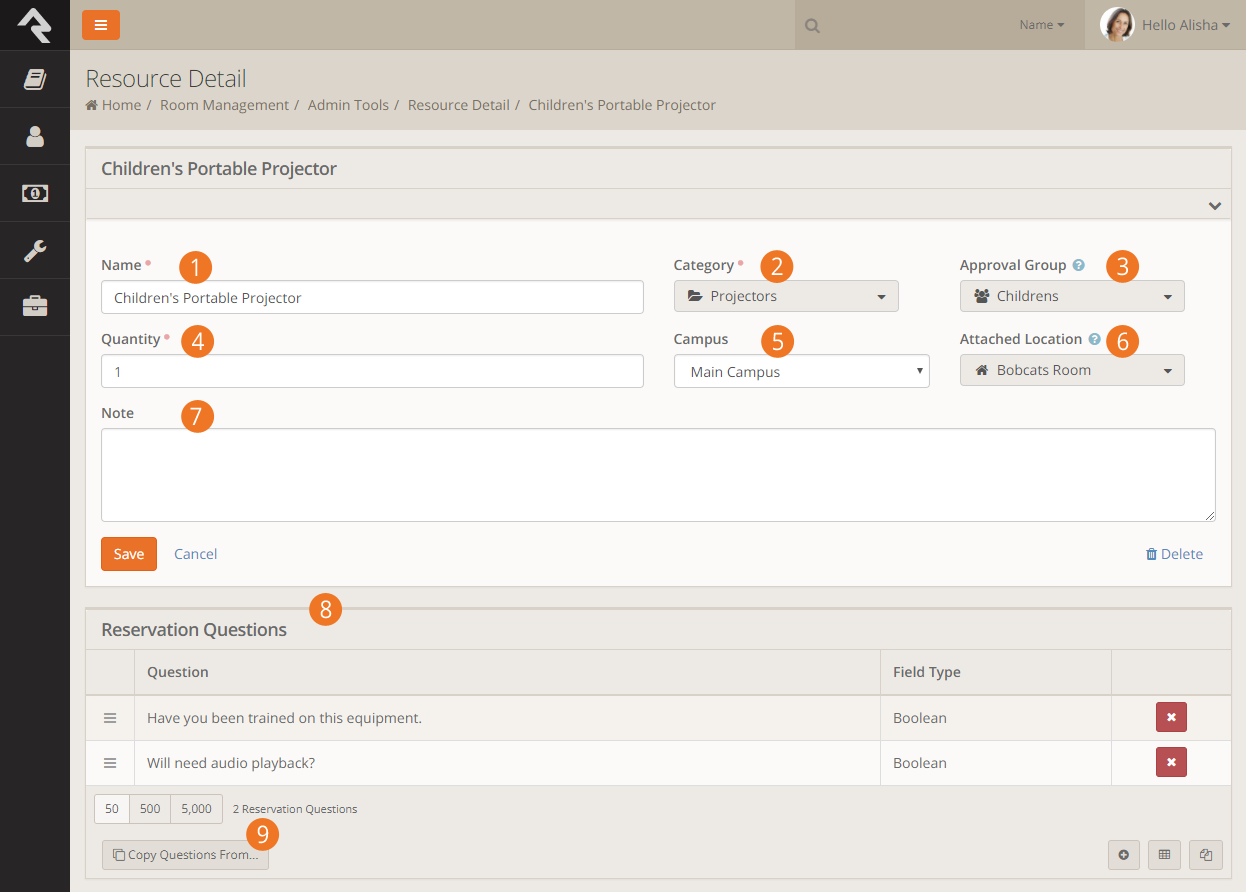 Name
Hello Alisha
Resource Detail
Home / Room Management / Admin Tools / Resource Detail / Children's Portable Projector
Children's Portable Projector
Name * 1
Category * 2
Approval Group ? 3
Children's Portable Projector
Projectors
Childrens
Quantity * 4
Campus 5
Attached Location ? 6
1
Main Campus
Bobcats Room
Note 7
Save Cancel Delete
8
Reservation Questions
Question Field Type
Have you been trained on this equipment. Boolean
Will need audio playback? Boolean
50 500 5,000 2 Reservation Questions
9
Copy Questions From...